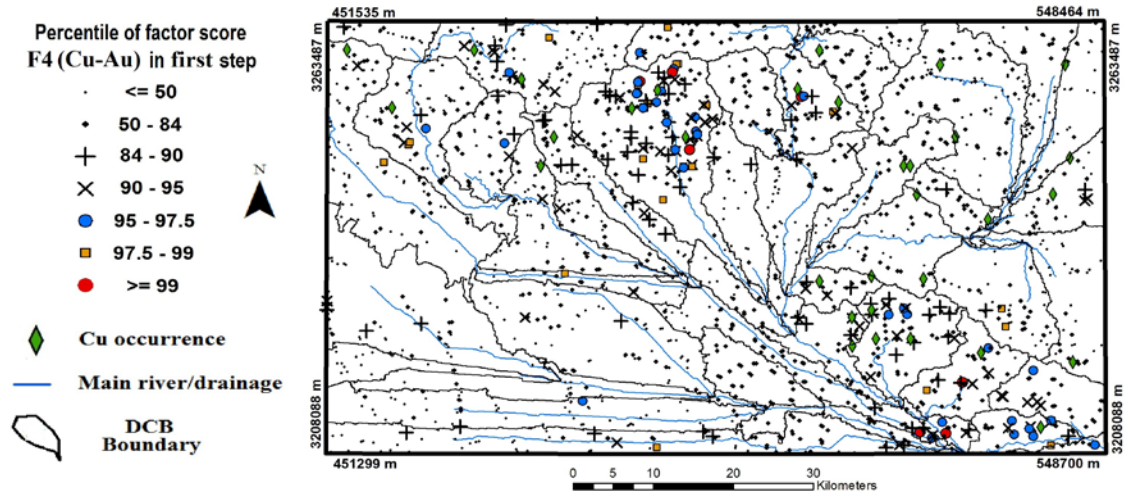 Percentile of factor score
F4 (Cu-Au) in first step
<= 50
50 - 84
84 - 90
90 - 95
95 - 97.5
97.5 - 99
>= 99
Cu occurrence
Main river/drainage
DCB
Boundary
N
451535 m
548464 m
3263487 m
3263487 m
3208088 m
3208088 m
451299 m
548700 m
0 5 10 20 30
Kilometers